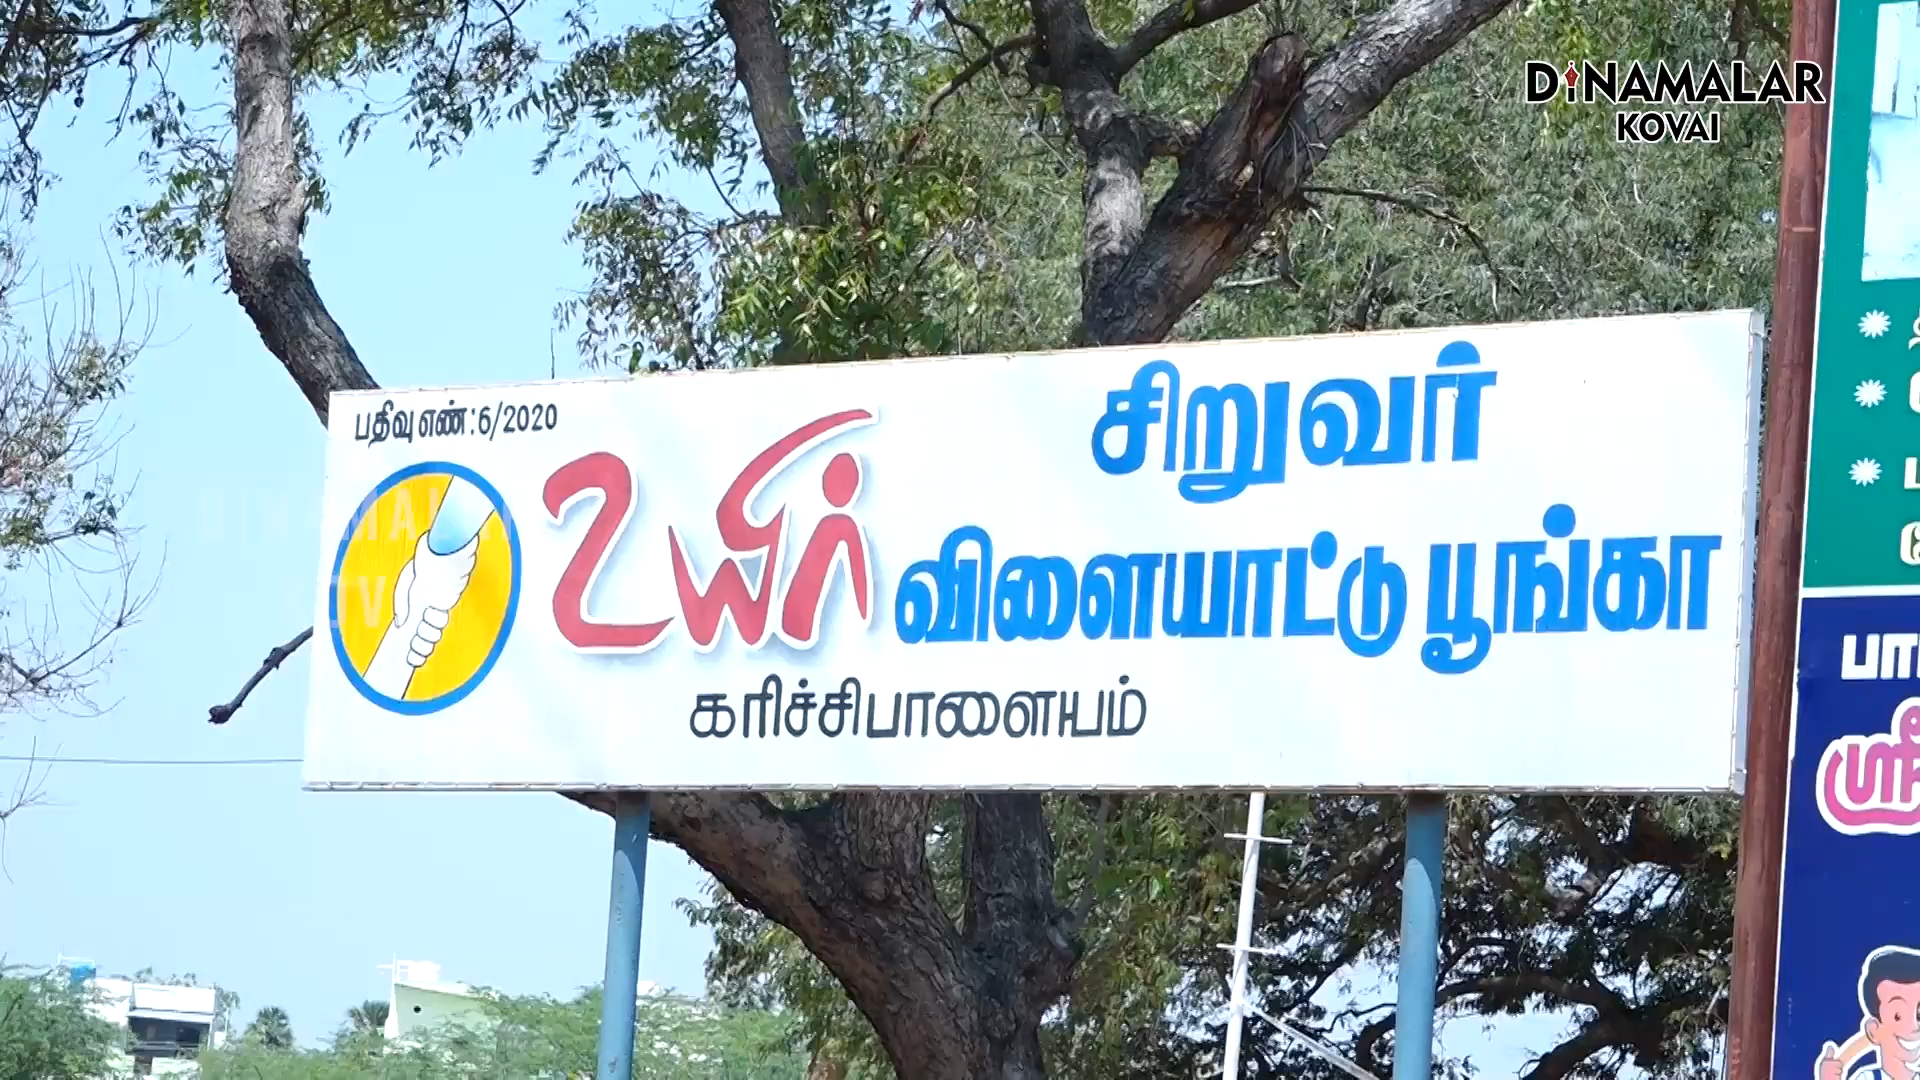 DINAMALAR
KOVAI
பதிவு எண்:6/2020
உயிர்
சிறுவர்
விளையாட்டு பூங்கா
கரிச்சிபாளையம்